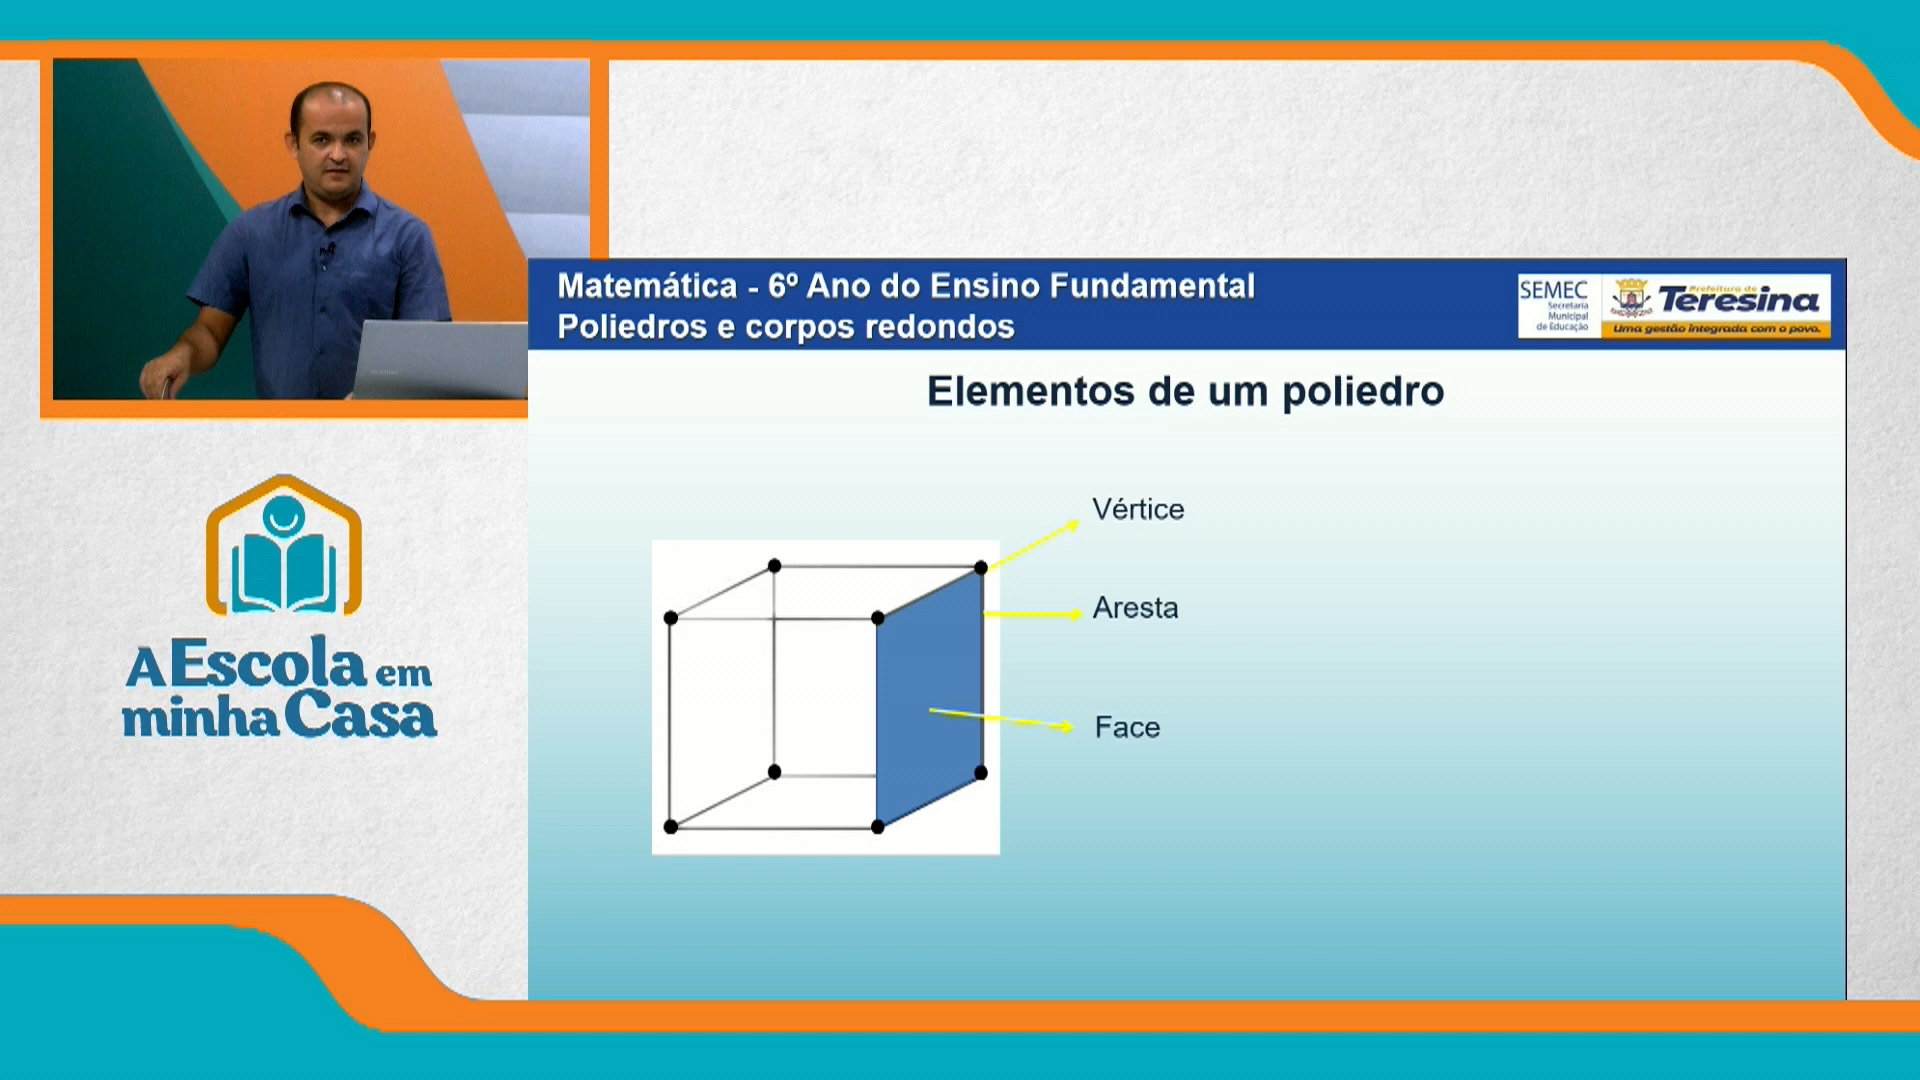 Matemática - 6º Ano do Ensino Fundamental
Poliedros e corpos redondos
SEMEC
Secretaria
Municipal
de Educação
Prefeitura de
Teresina
Uma gestão integrada com o povo.
Elementos de um poliedro
Vértice
Aresta
Face
A Escola em
minha Casa